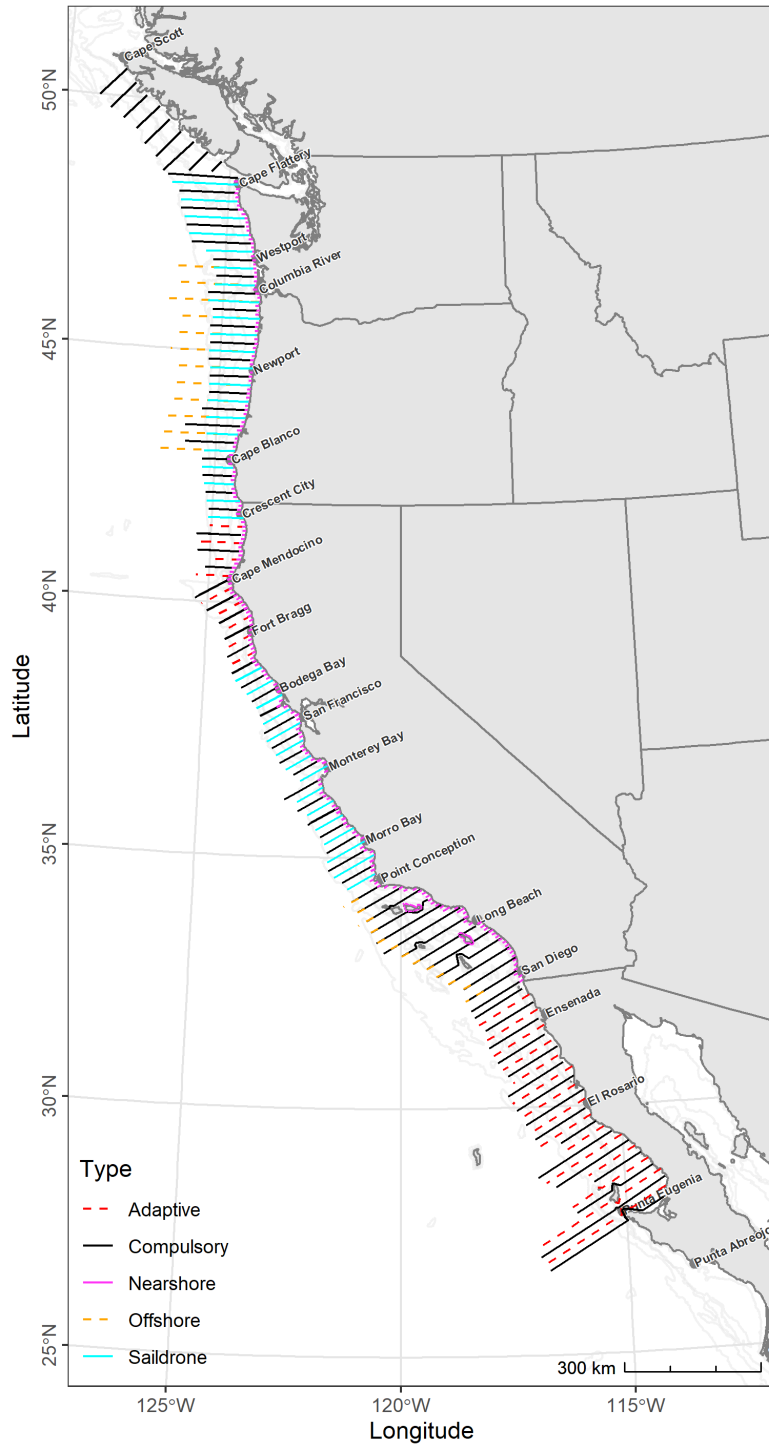 Cape Scott
50°N
Cape Flattery
Westport
Columbia River
45°N
Newport
Cape Blanco
Crescent City
Cape Mendocino
40°N
Fort Bragg
Bodega Bay
San Francisco
Latitude
Monterey Bay
Morro Bay
35°N
Point Conception
Long Beach
San Diego
Ensenada
30°N
El Rosario
Type
Punta Eugenia
Adaptive
Compulsory
Punta Abreojos
Nearshore
Offshore
Saildrone
25°N
300 km
125°W
120°W
115°W
Longitude